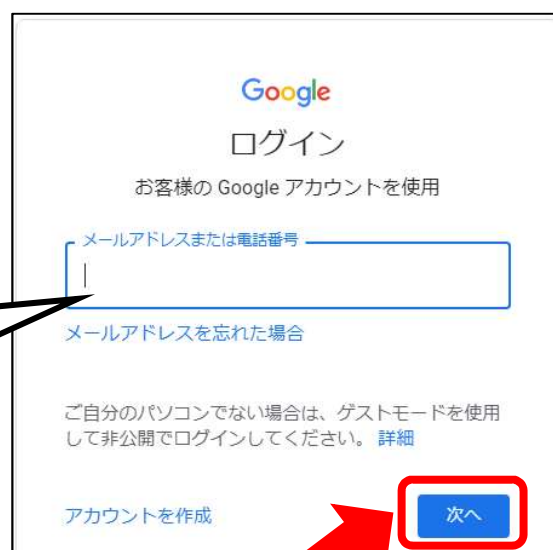 Google
ログイン
お客様の Google アカウントを使用
メールアドレスまたは電話番号
メールアドレスを忘れた場合
ご自分のパソコンでない場合は、ゲストモードを使用
して非公開でログインしてください。 詳細
アカウントを作成
次へ